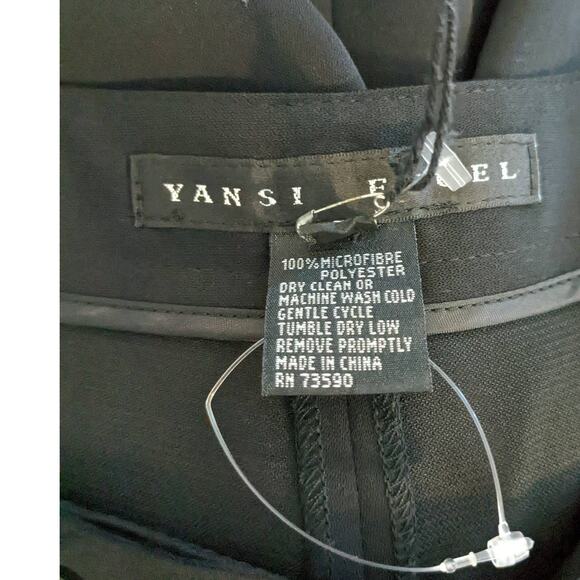 YANSI
100% MICROFIBRE
POLYESTER
DRY CLEAN OR
MACHINE WASH COLD
GENTLE CYCLE
TUMBLE DRY LOW
REMOVE PROMPTLY
MADE IN CHINA
RN 73590